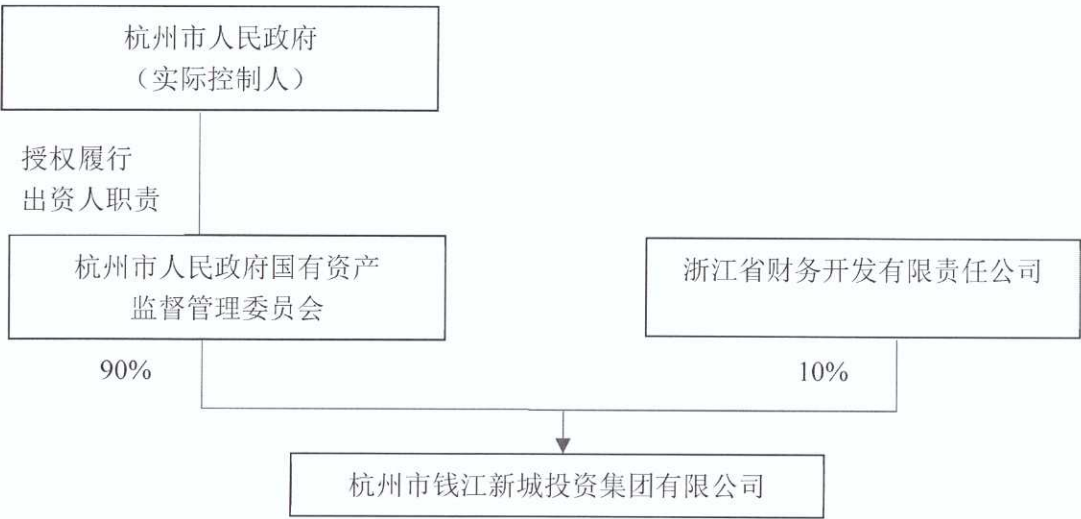 杭州市人民政府
（实际控制人）
授权履行
出资人职责
杭州市人民政府国有资产
监督管理委员会
浙江省财务开发有限责任公司
90%
10%
杭州市钱江新城投资集团有限公司